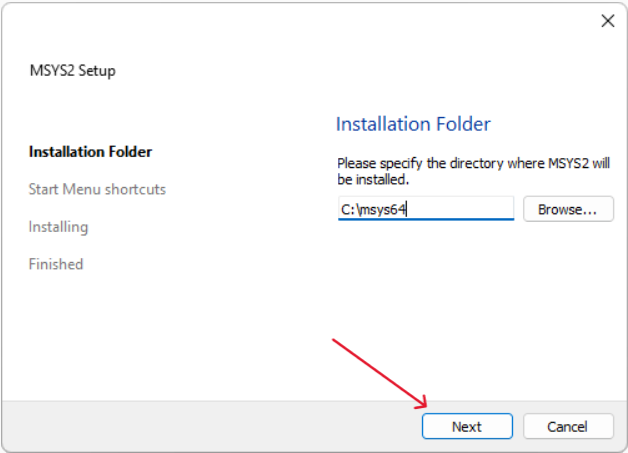 MSYS2 Setup
Installation Folder
Start Menu shortcuts
Installing
Finished
Installation Folder
Please specify the directory where MSYS2 will
be installed.
C:\msys64
Browse...
Next
Cancel